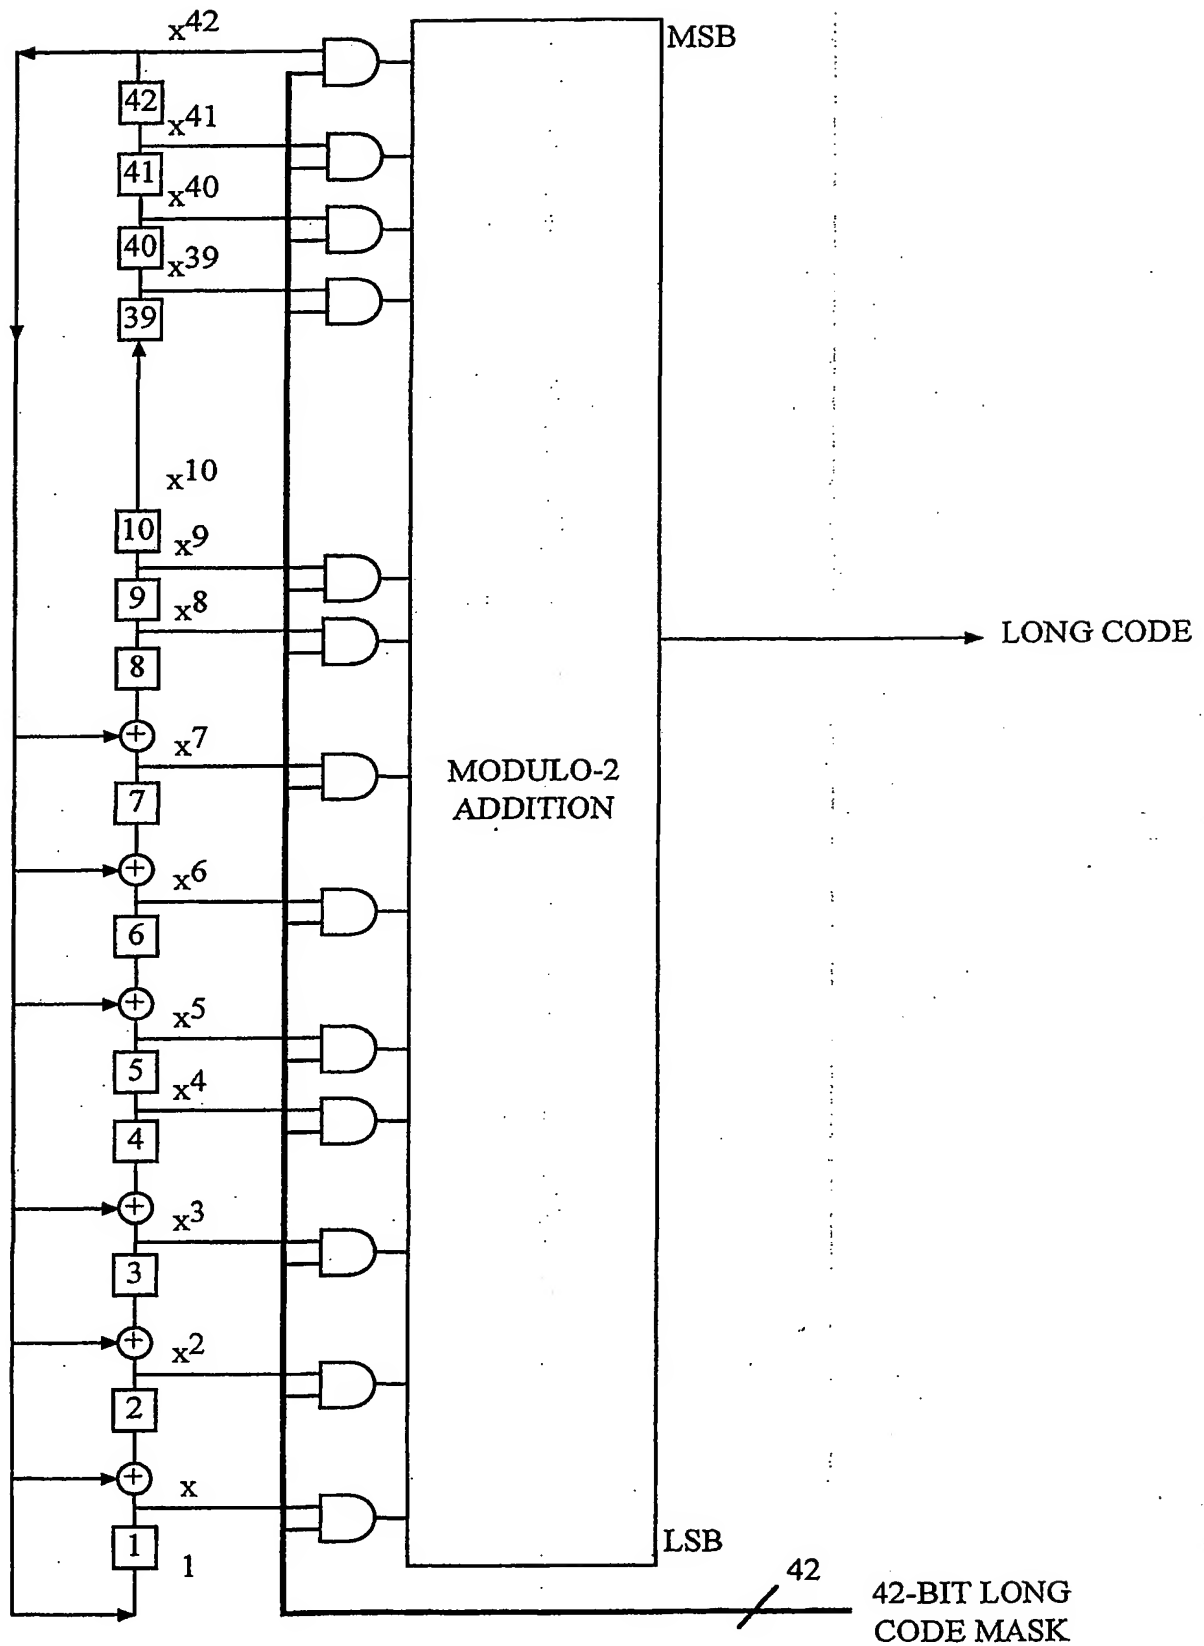 x42
MSB
42
x41
41
x40
40
x39
39
x10
10
x9
9
x8
LONG CODE
8
x7
MODULO-2
ADDITION
7
x6
6
x5
5
x4
4
x3
3
x2
2
x
1
1
LSB
42
42-BIT LONG
CODE MASK